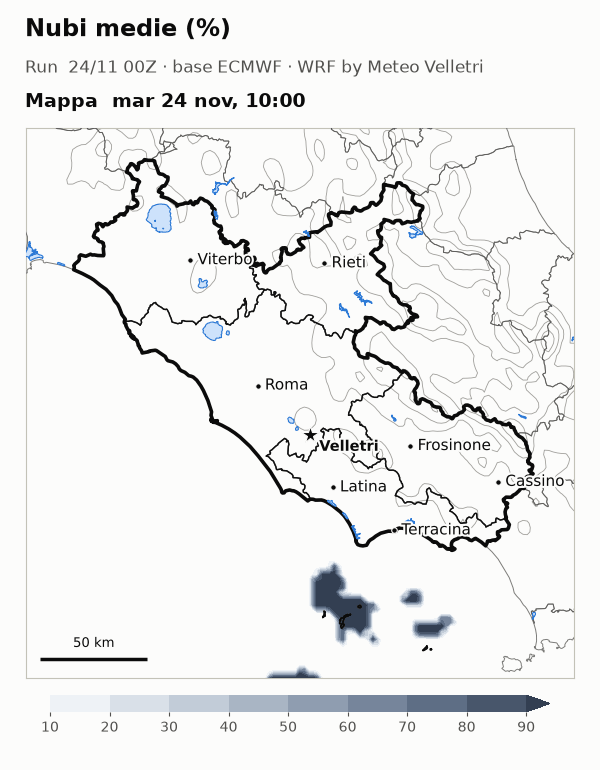 Nubi medie (%)
Run 24/11 00Z · base ECMWF · WRF by Meteo Velletri
Mappa mar 24 nov, 10:00
Viterbo
Rieti
Roma
Velletri
Frosinone
Latina
Cassino
Terracina
50 km
10 20 30 40 50 60 70 80 90